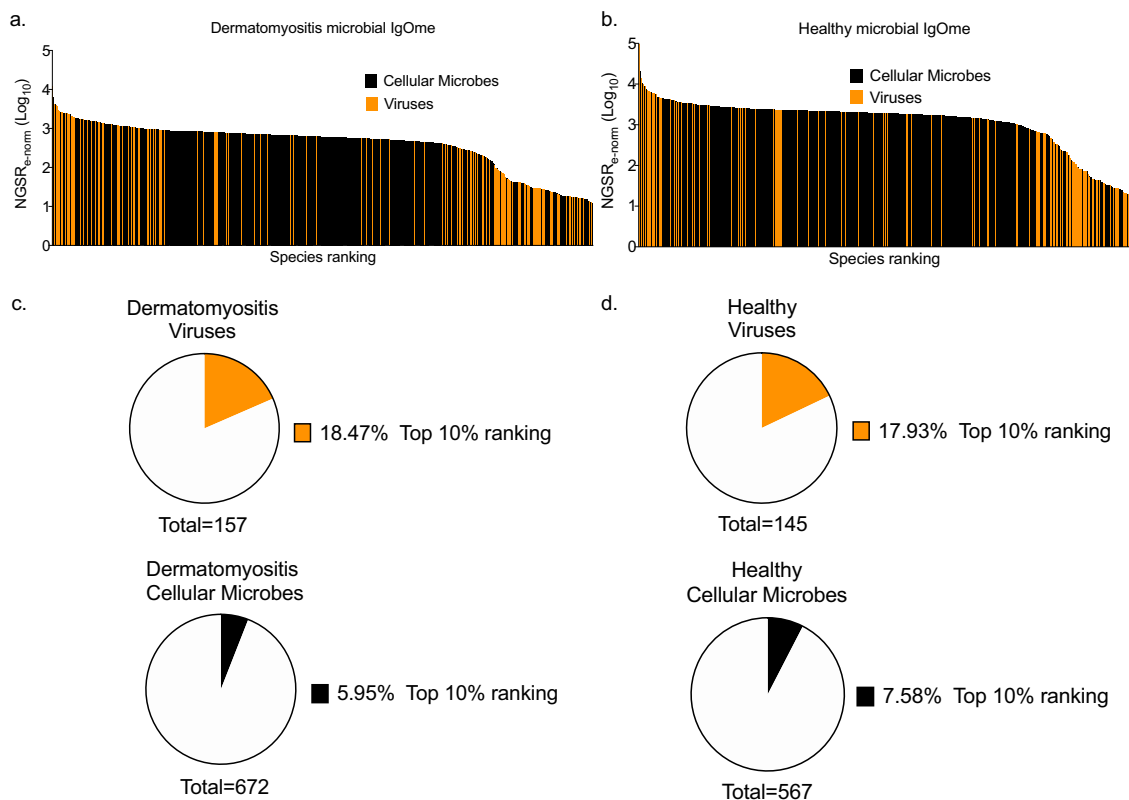 a.
Dermatomyositis microbial IgOme
5
4
3
2
1
0
NGSRe-norm (Log10)
Cellular Microbes
Viruses
Species ranking
b.
Healthy microbial IgOme
5
4
3
2
1
0
NGSRe-norm (Log10)
Cellular Microbes
Viruses
Species ranking
c.
Dermatomyositis
Viruses
18.47% Top 10% ranking
Total=157
Dermatomyositis
Cellular Microbes
5.95% Top 10% ranking
Total=672
d.
Healthy
Viruses
17.93% Top 10% ranking
Total=145
Healthy
Cellular Microbes
7.58% Top 10% ranking
Total=567